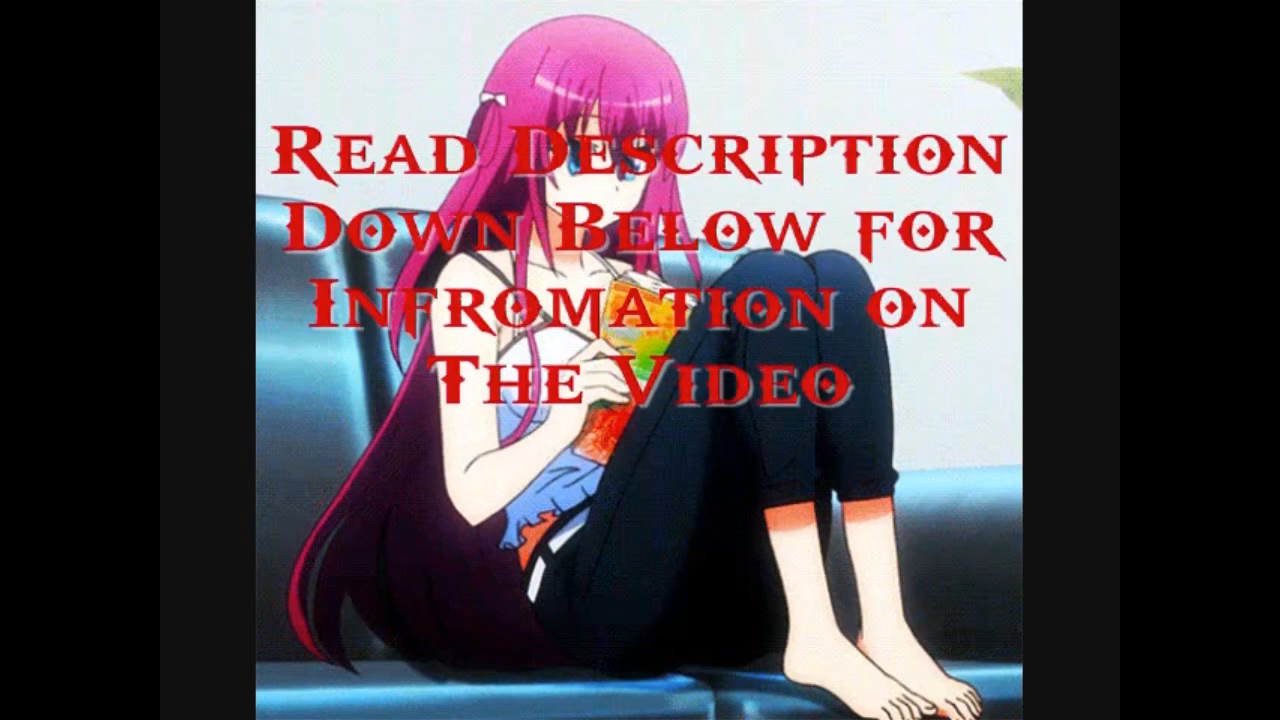 Read Description
Down Below for
Infromation on
The Video